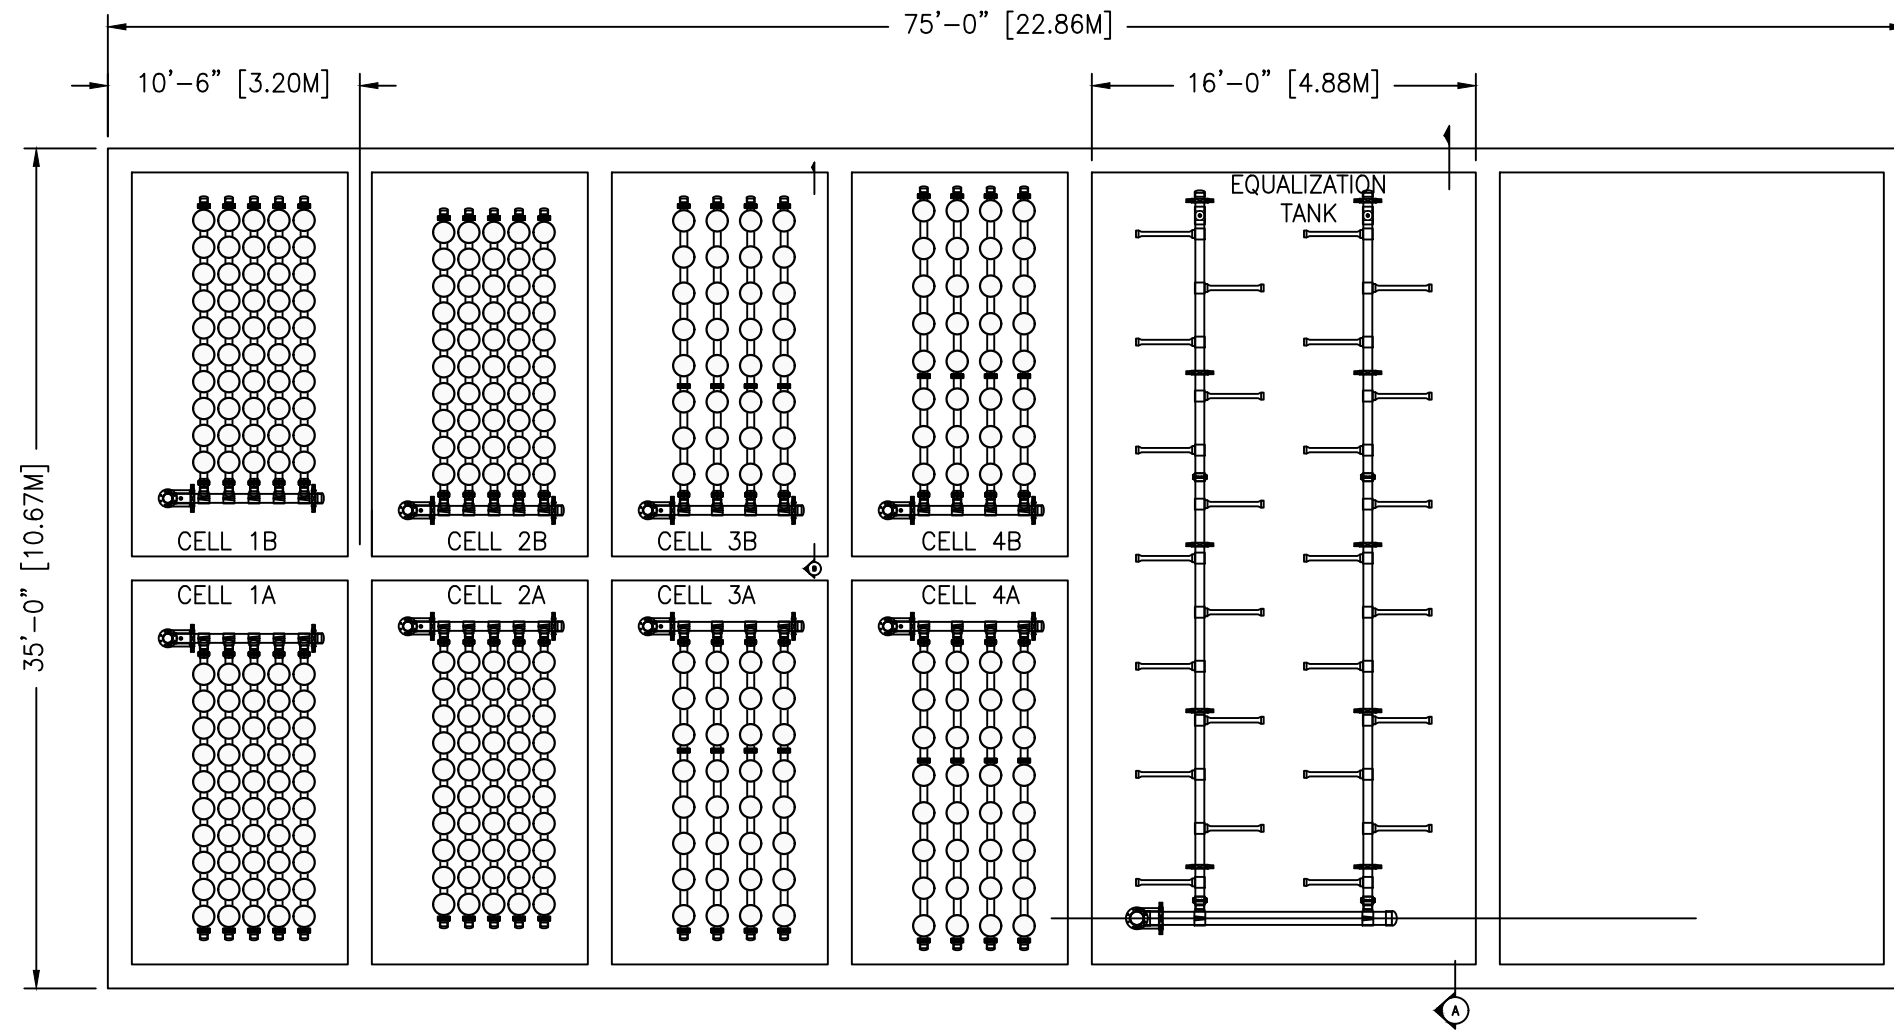 75’-0” [22.86M]
10’-6” [3.20M]
16’-0” [4.88M]
35’-0” [10.67M]
EQUALIZATION
TANK
CELL 1B
CELL 2B
CELL 3B
CELL 4B
CELL 1A
CELL 2A
CELL 3A
CELL 4A
A